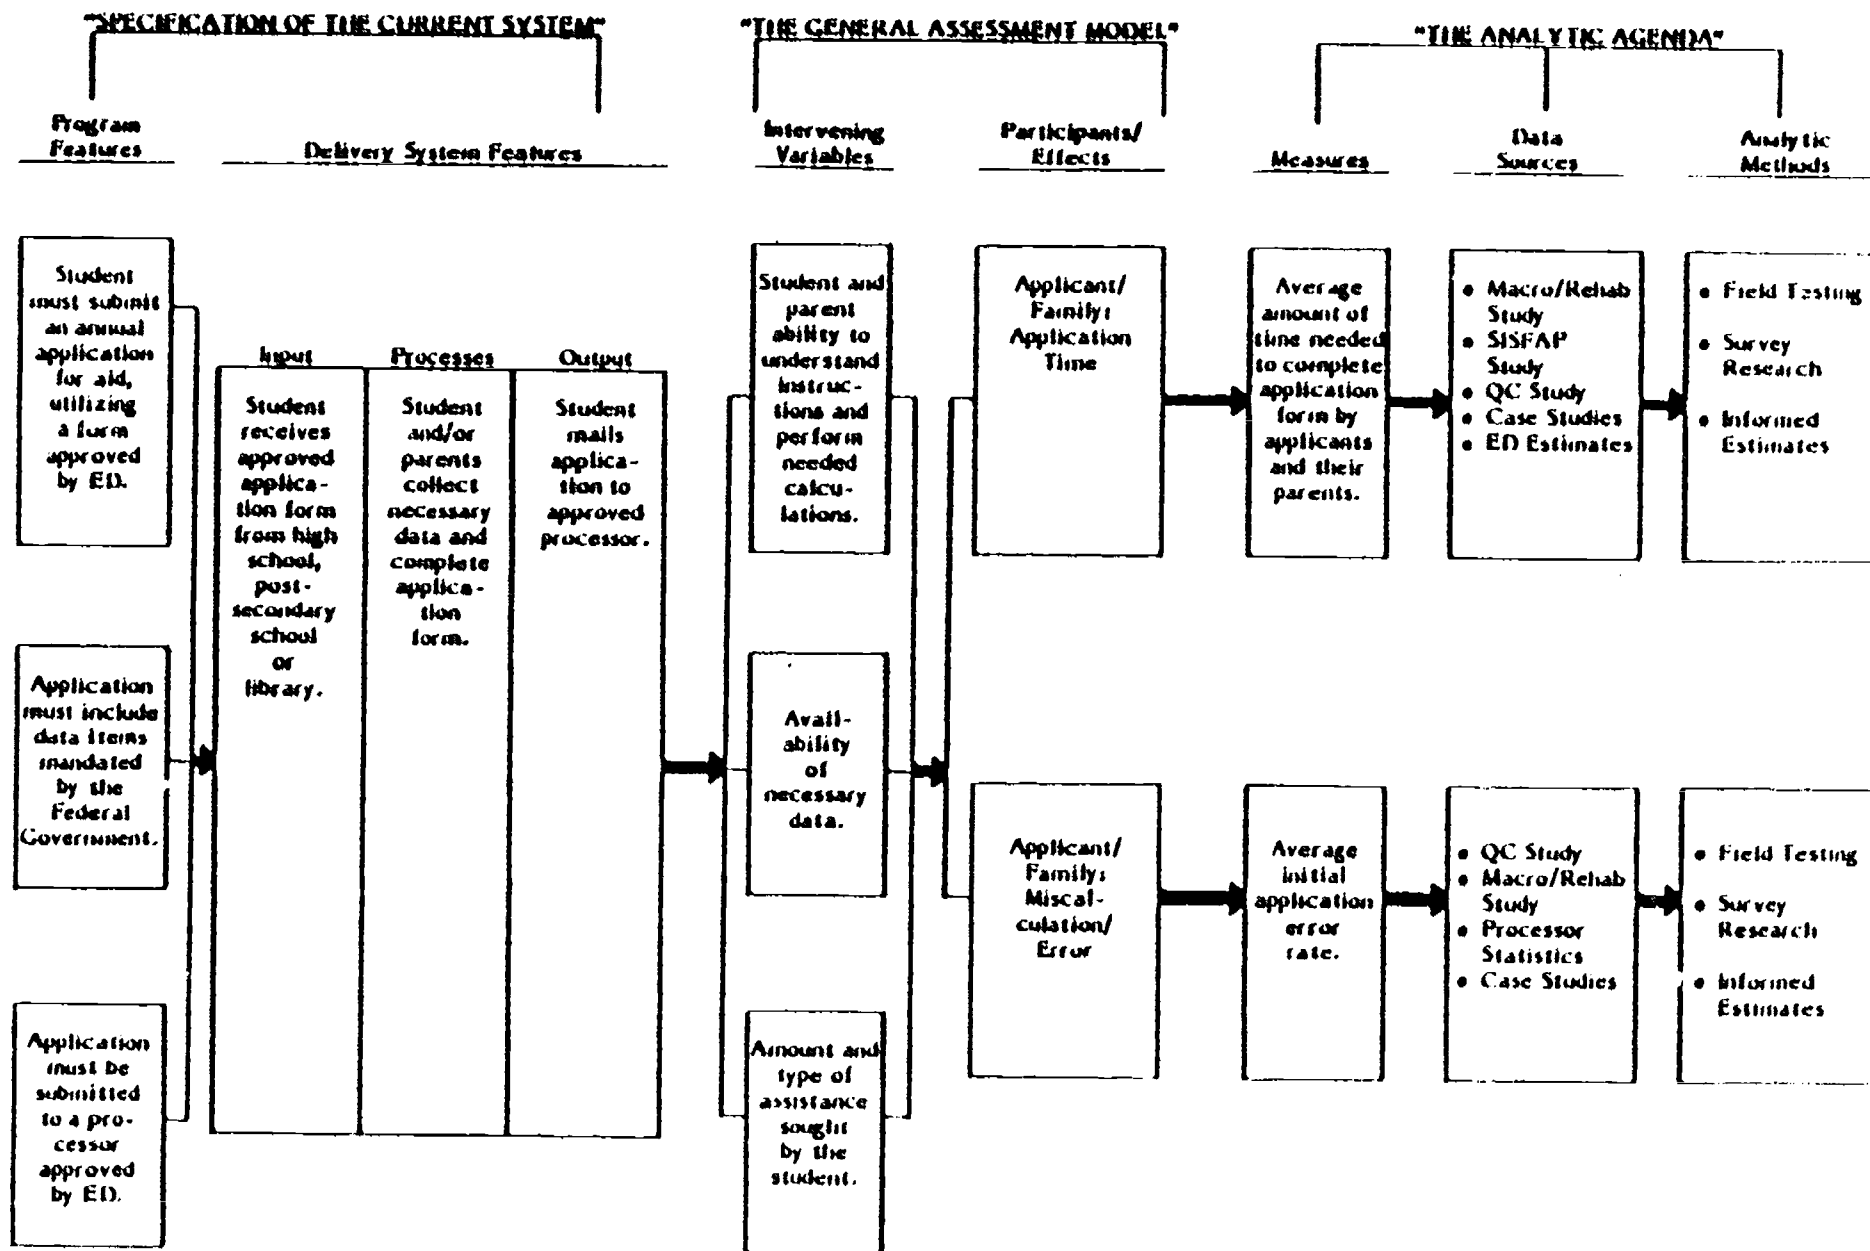 "SPECIFICATION OF THE CURRENT SYSTEM"
"THE GENERAL ASSESSMENT MODEL"
"THE ANALYTIC AGENDA"
Program
Features
Delivery System Features
Intervening
Variables
Participants/
Effects
Measures
Data
Sources
Analytic
Methods
Student
must submit
an annual
application
for aid,
utilizing
a form
approved
by ED.
Application
must include
data items
mandated
by the
Federal
Government.
Application
must be
submitted
to a pro-
cessor
approved
by ED.
Input
Student
receives
approved
applica-
tion form
from high
school,
post-
secondary
school
or
library.
Processes
Student
and/or
parents
collect
necessary
data and
complete
applica-
tion
form.
Output
Student
mails
applica-
tion to
approved
processor.
Student and
parent
ability to
understand
instruc-
tions and
perform
needed
calcu-
lations.
Avail-
ability
of
necessary
data.
Amount and
type of
assistance
sought
by the
student.
Applicant/
Family:
Application
Time
Average
amount of
time needed
to complete
application
form by
applicants
and their
parents.
• Macro/Rehab
Study
• SISFAP
Study
• QC Study
• Case Studies
• ED Estimates
• Field Testing
• Survey
Research
• Informed
Estimates
Applicant/
Family:
Miscal-
culation/
Error
Average
initial
application
error
rate.
• QC Study
• Macro/Rehab
Study
• Processor
Statistics
• Case Studies
• Field Testing
• Survey
Research
• Informed
Estimates